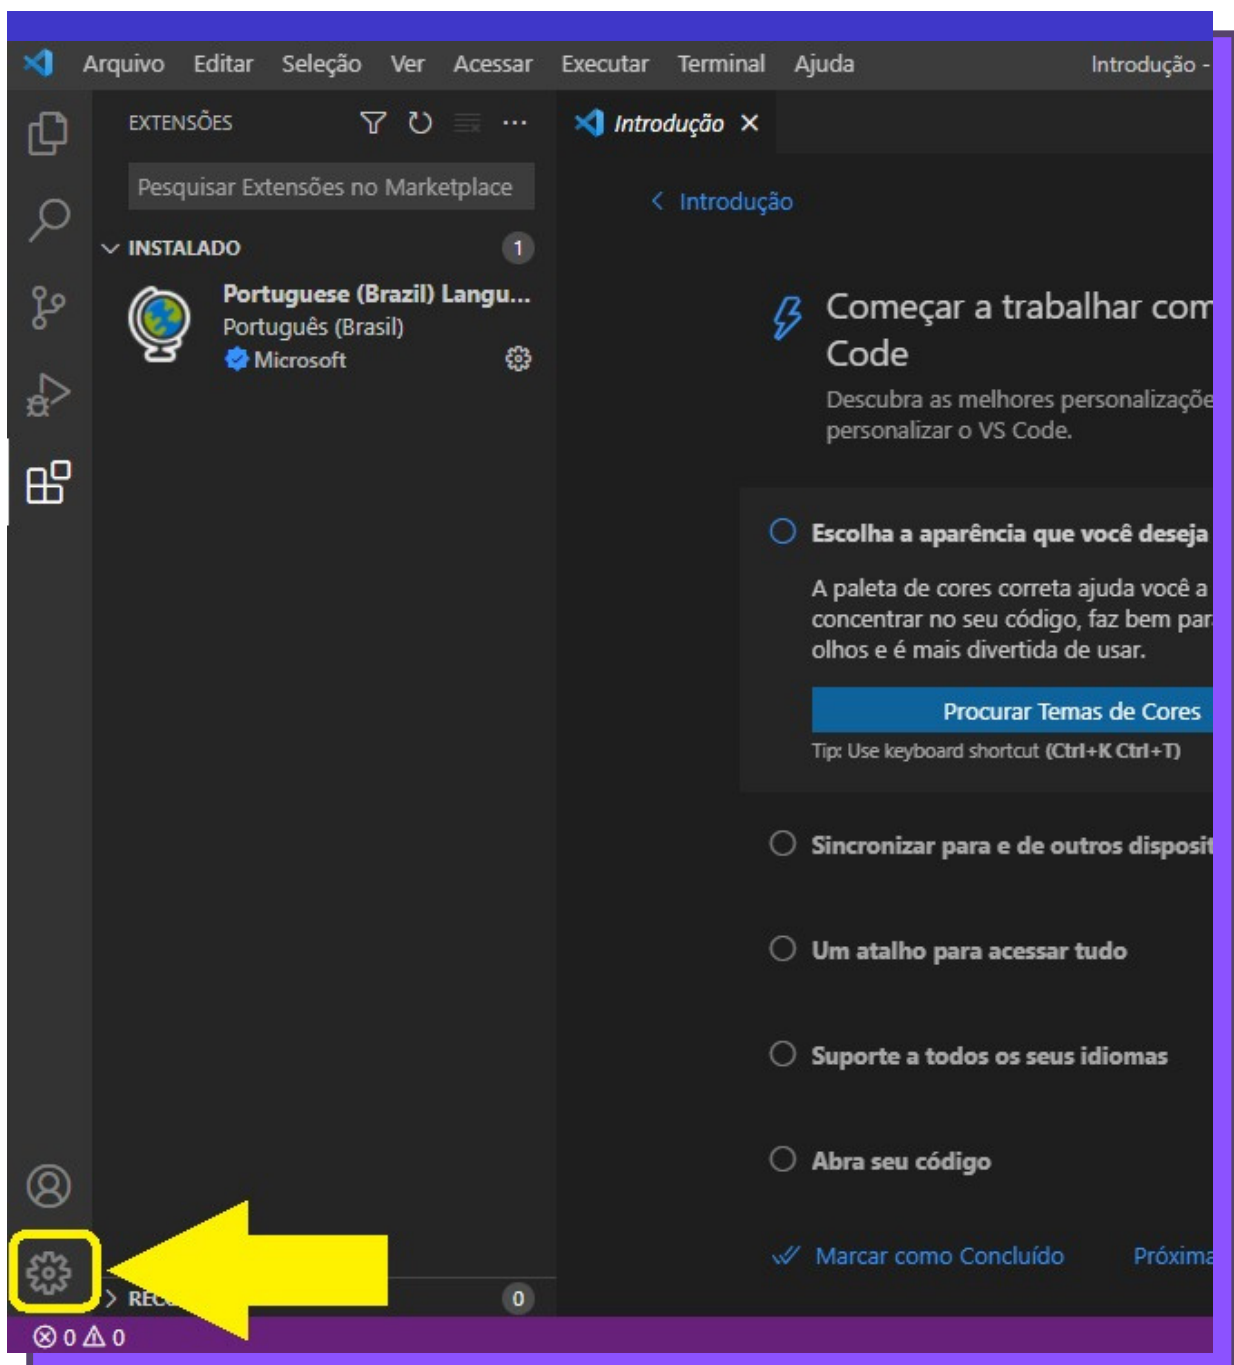 Arquivo Editar Seleção Ver Acessar Executar Terminal Ajuda Introdução -
EXTENSÕES
Introdução
Pesquisar Extensões no Marketplace
INSTALADO 1
Portuguese (Brazil) Langu...
Português (Brasil)
Microsoft
Introdução
Começar a trabalhar com
Code
Descubra as melhores personalizaçõe
personalizar o VS Code.
Escolha a aparência que você deseja
A paleta de cores correta ajuda você a
concentrar no seu código, faz bem par
olhos e é mais divertida de usar.
Procurar Temas de Cores
Tip: Use keyboard shortcut (Ctrl+K Ctrl+T)
Sincronizar para e de outros disposit
Um atalho para acessar tudo
Suporte a todos os seus idiomas
Abra seu código
Marcar como Concluído Próxima
0
0 0